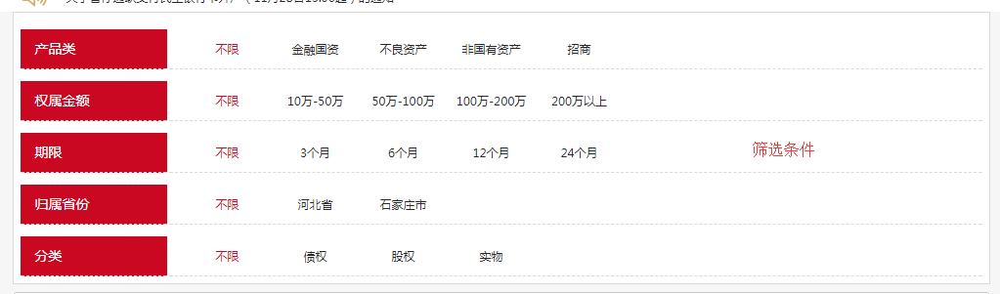 产品类 不限 金融国资 不良资产 非国有资产 招商
权属金额 不限 10万-50万 50万-100万 100万-200万 200万以上
期限 不限 3个月 6个月 12个月 24个月 筛选条件
归属省份 不限 河北省 石家庄市
分类 不限 债权 股权 实物